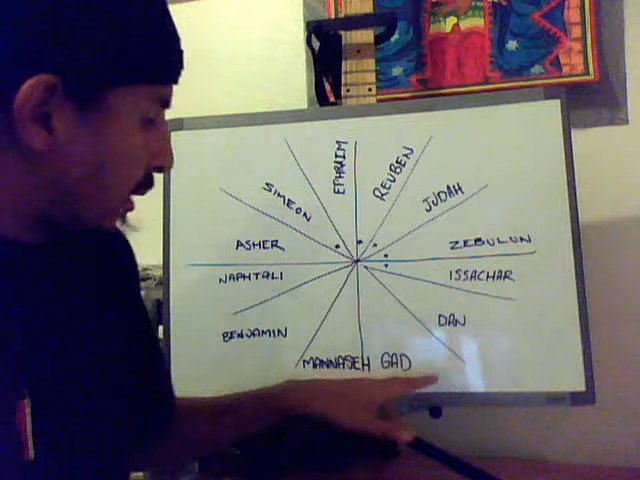 EPHRAIM
REUBEN
SIMEON
JUDAH
ASHER
ZEBULUN
NAPHTALI
ISSACHAR
BENJAMIN
DAN
MANNASEH GAD